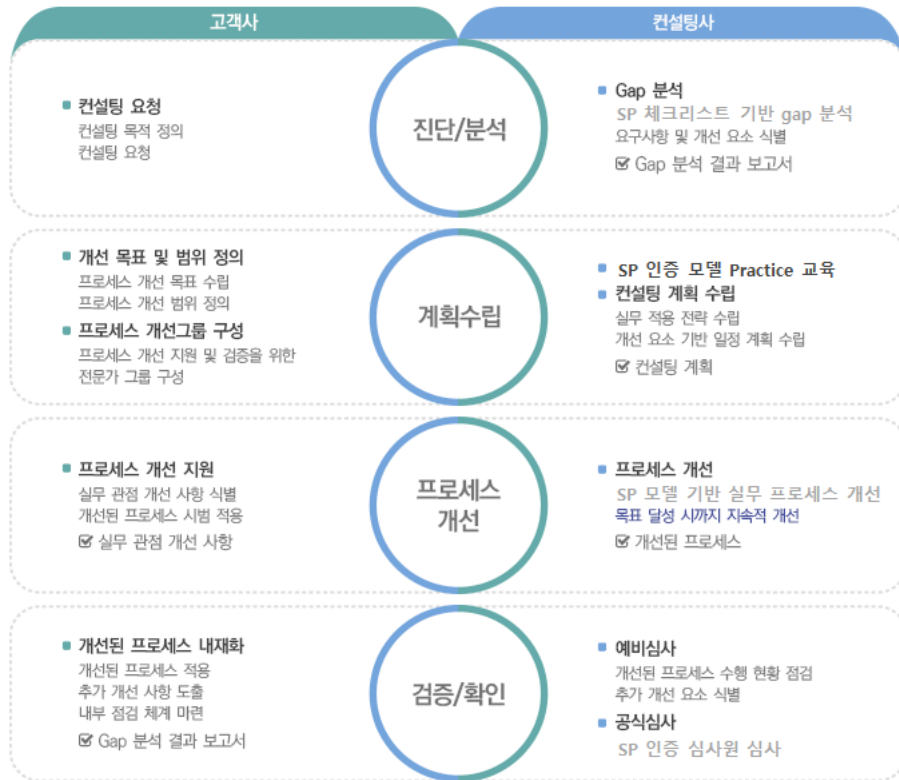 고객사
컨설팅사
진단/분석
컨설팅 요청
컨설팅 목적 정의
컨설팅 요청
Gap 분석
SP 체크리스트 기반 gap 분석
요구사항 및 개선 요소 식별
Gap 분석 결과 보고서
계획수립
개선 목표 및 범위 정의
프로세스 개선 목표 수립
프로세스 개선 범위 정의
프로세스 개선그룹 구성
프로세스 개선 지원 및 검증을 위한
전문가 그룹 구성
SP 인증 모델 Practice 교육
컨설팅 계획 수립
실무 적용 전략 수립
개선 요소 기반 일정 계획 수립
컨설팅 계획
프로세스
개선
프로세스 개선 지원
실무 관점 개선 사항 식별
개선된 프로세스 시범 적용
실무 관점 개선 사항
프로세스 개선
SP 모델 기반 실무 프로세스 개선
목표 달성 시까지 지속적 개선
개선된 프로세스
검증/확인
개선된 프로세스 내재화
개선된 프로세스 적용
추가 개선 사항 도출
내부 점검 체계 마련
Gap 분석 결과 보고서
예비심사
개선된 프로세스 수행 현황 점검
추가 개선 요소 식별
공식심사
SP 인증 심사원 심사